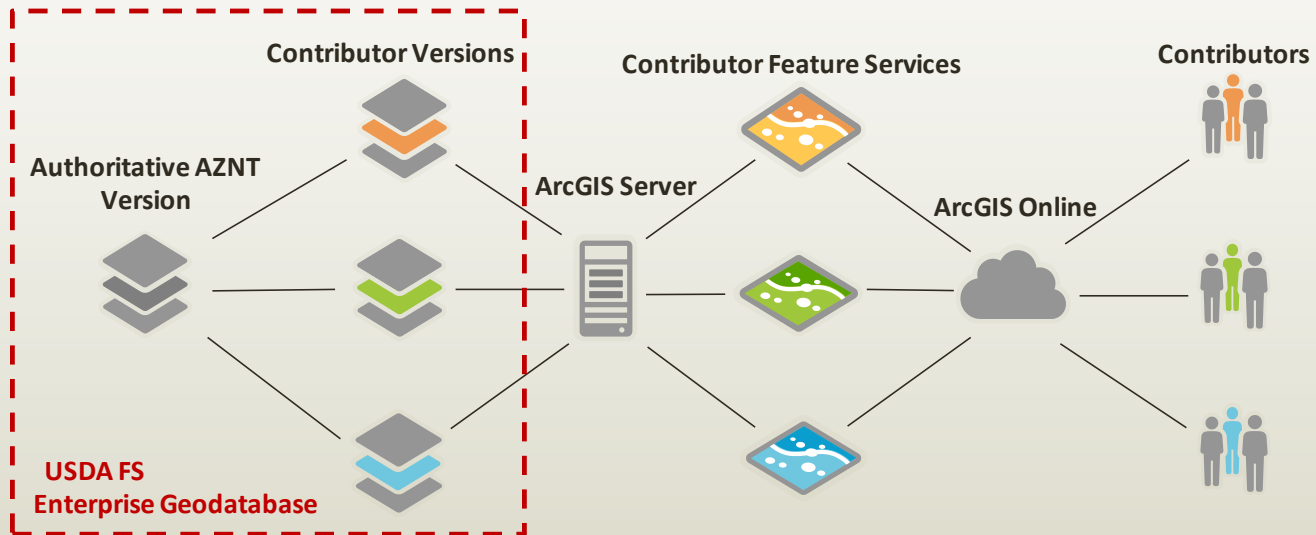 Contributor Versions
Contributor Feature Services
Contributors
Authoritative AZNT
Version
ArcGIS Server
ArcGIS Online
USDA FS
Enterprise Geodatabase